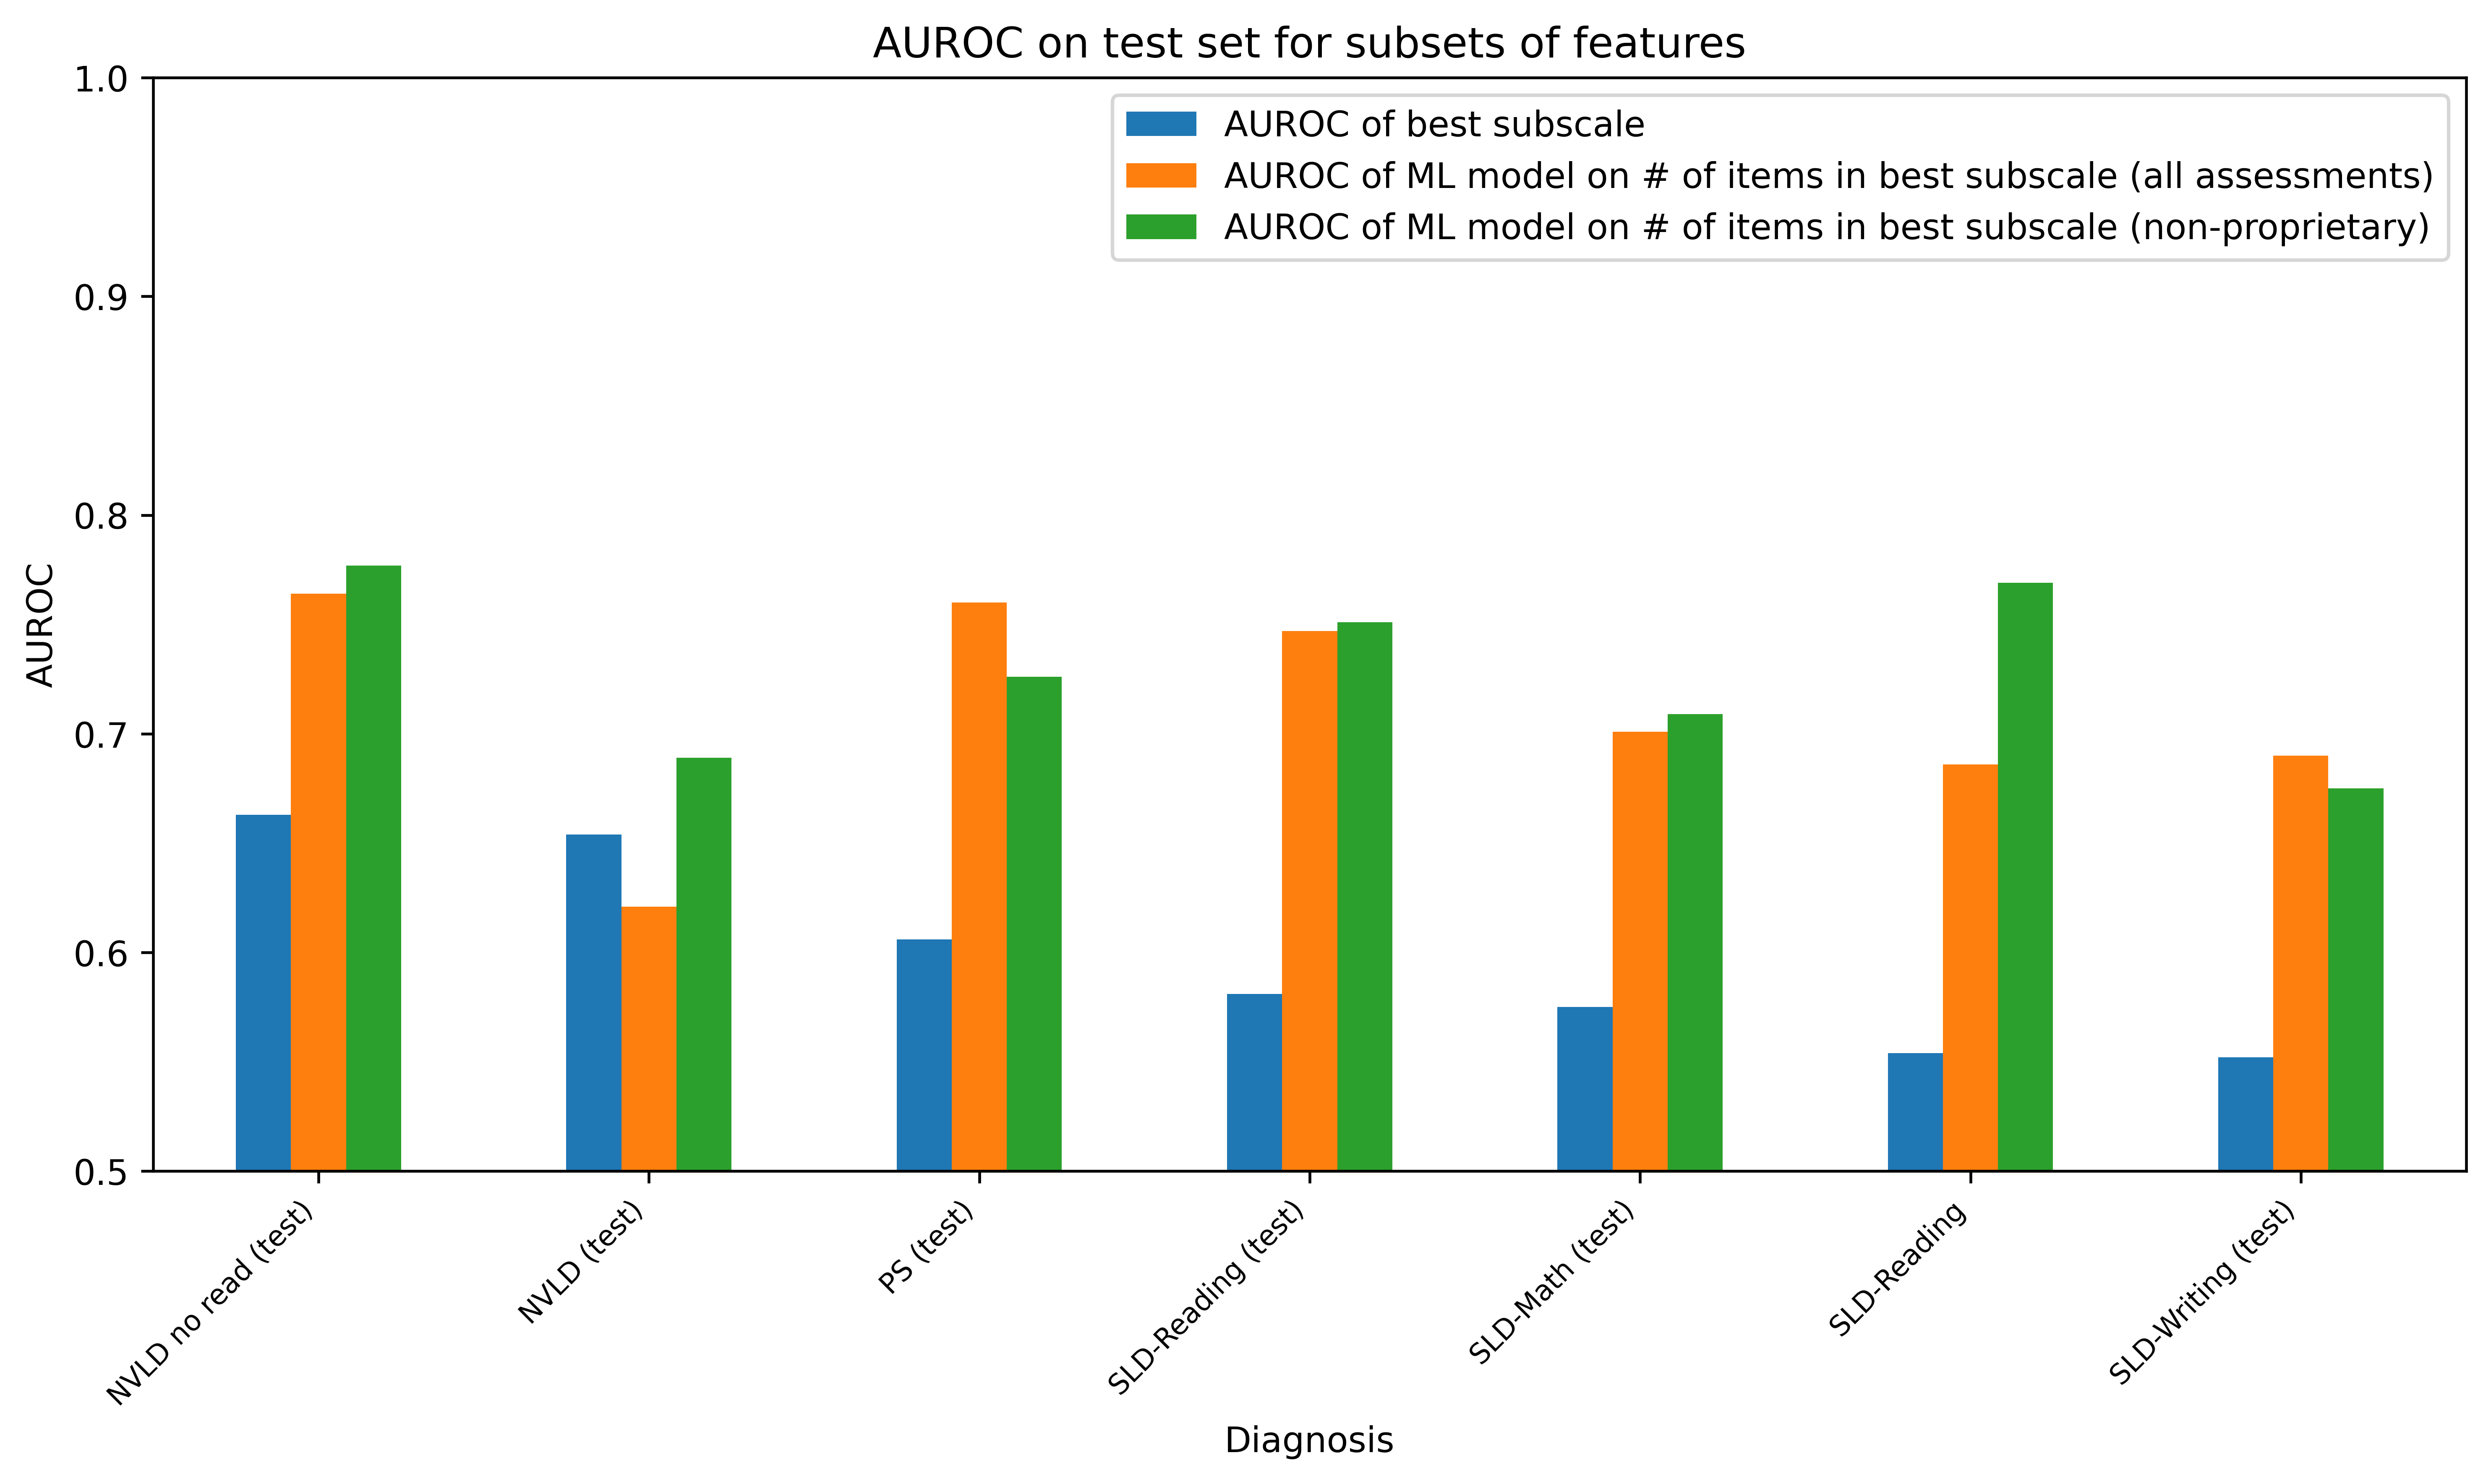 AUROC on test set for subsets of features
AUROC of best subscale
AUROC of ML model on # of items in best subscale (all assessments)
AUROC of ML model on # of items in best subscale (non-proprietary)
AUROC
1.0
0.9
0.8
0.7
0.6
0.5
NVLD no read (test)
NVLD (test)
PS (test)
SLD-Reading (test)
SLD-Math (test)
SLD-Reading
SLD-Writing (test)
Diagnosis